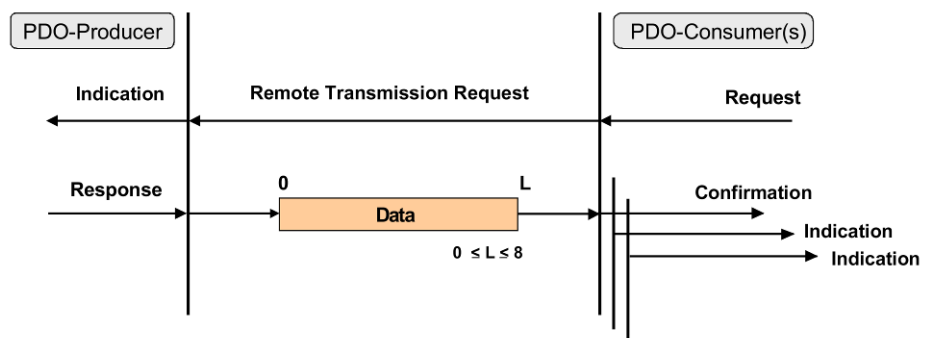 PDO-Producer
PDO-Consumer(s)
Indication
Remote Transmission Request
Request
Response
0
L
Confirmation
Data
Indication
0 ≤ L ≤ 8
Indication